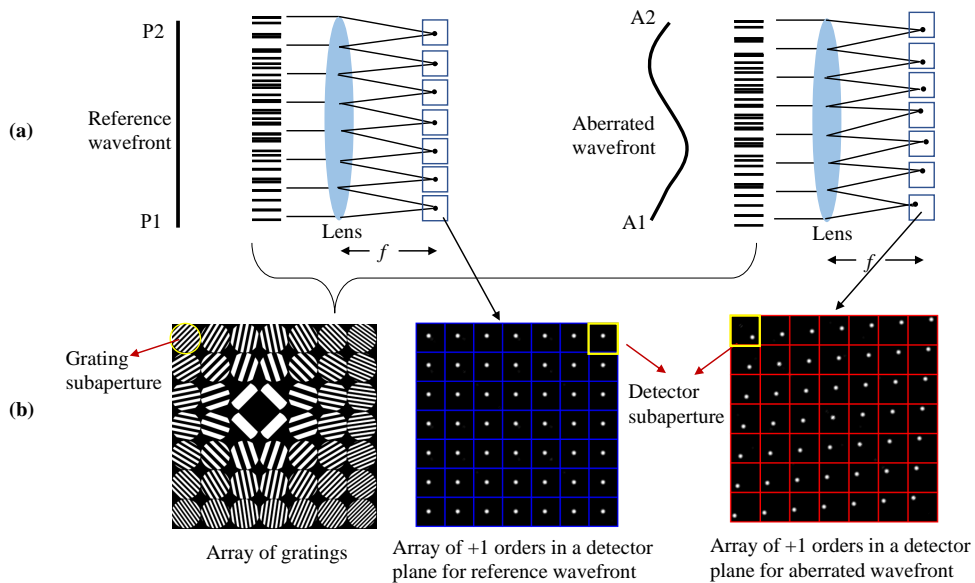 (a)
P2
Reference
wavefront
P1
Lens
f
A2
Aberrated
wavefront
A1
Lens
f
(b)
Grating
subaperture
Detector
subaperture
Array of gratings
Array of +1 orders in a detector
plane for reference wavefront
Array of +1 orders in a detector
plane for aberrated wavefront